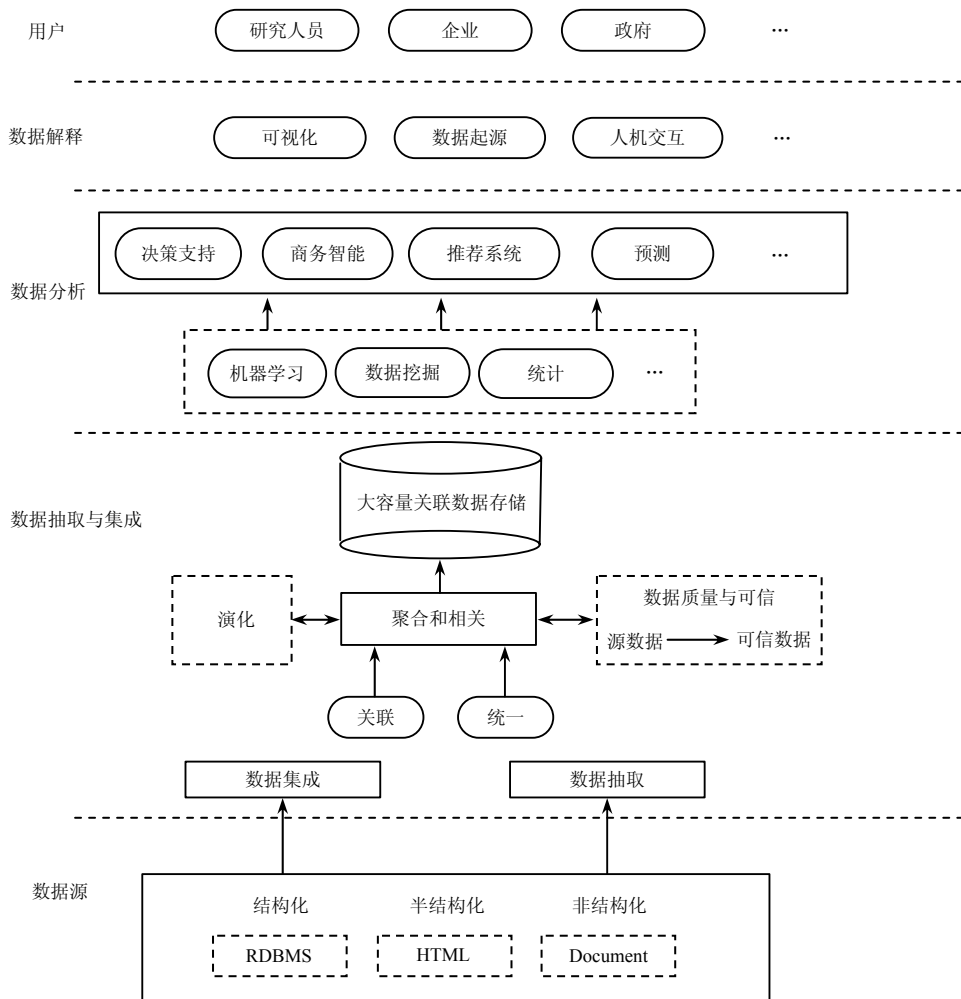 用户
研究人员
企业
政府
…
数据解释
可视化
数据起源
人机交互
…
数据分析
决策支持
商务智能
推荐系统
预测
…
机器学习
数据挖掘
统计
…
数据抽取与集成
大容量关联数据存储
演化
聚合和相关
数据质量与可信
源数据
可信数据
关联
统一
数据集成
数据抽取
数据源
结构化
半结构化
非结构化
RDBMS
HTML
Document